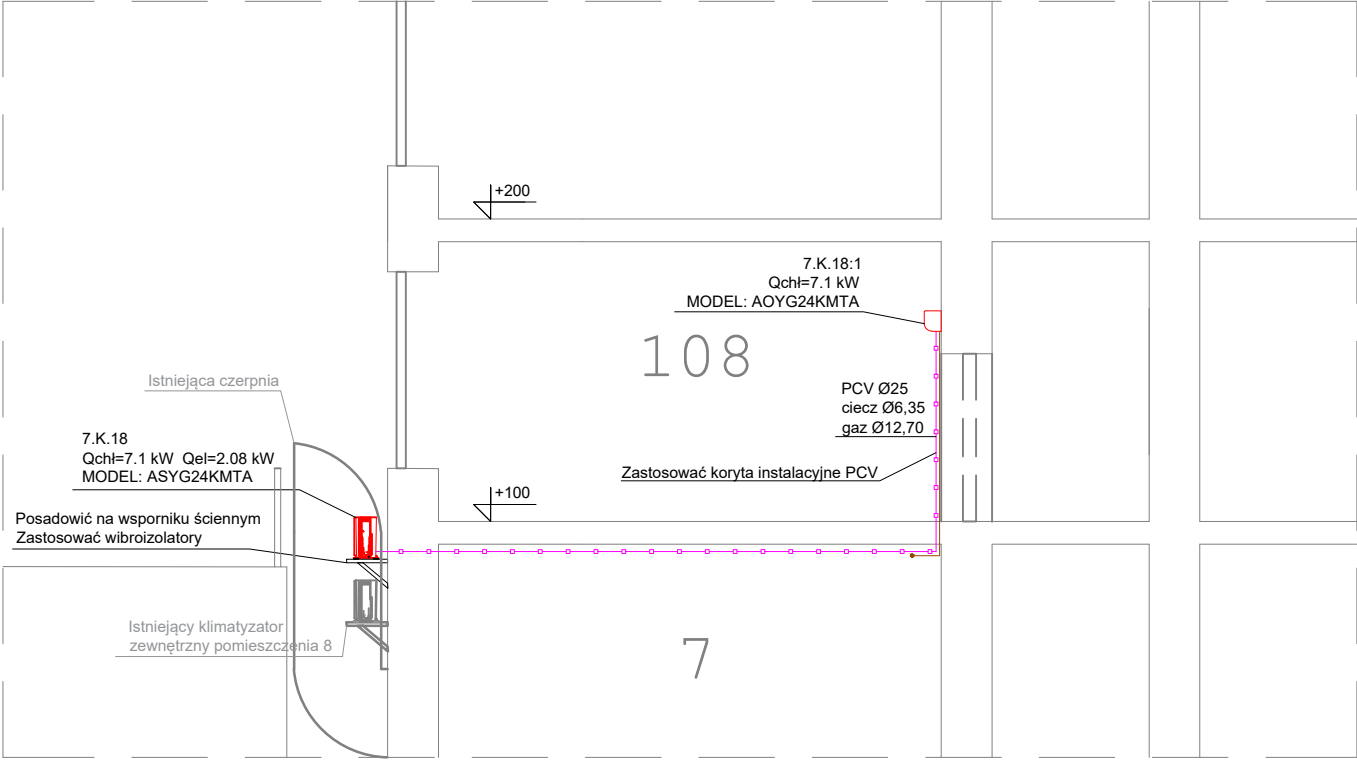 +200
7.K.18:1
Qchł=7.1 kW
MODEL: AOYG24KMTA
108
Istniejąca czerpnia
PCV Ø25
ciecz Ø6,35
gaz Ø12,70
7.K.18
Qchł=7.1 kW Qel=2.08 kW
MODEL: ASYG24KMTA
Zastosować koryta instalacyjne PCV
+100
Posadowić na wsporniku ściennym
Zastosować wibroizolatory
Istniejący klimatyzator
zewnętrzny pomieszczenia 8
7